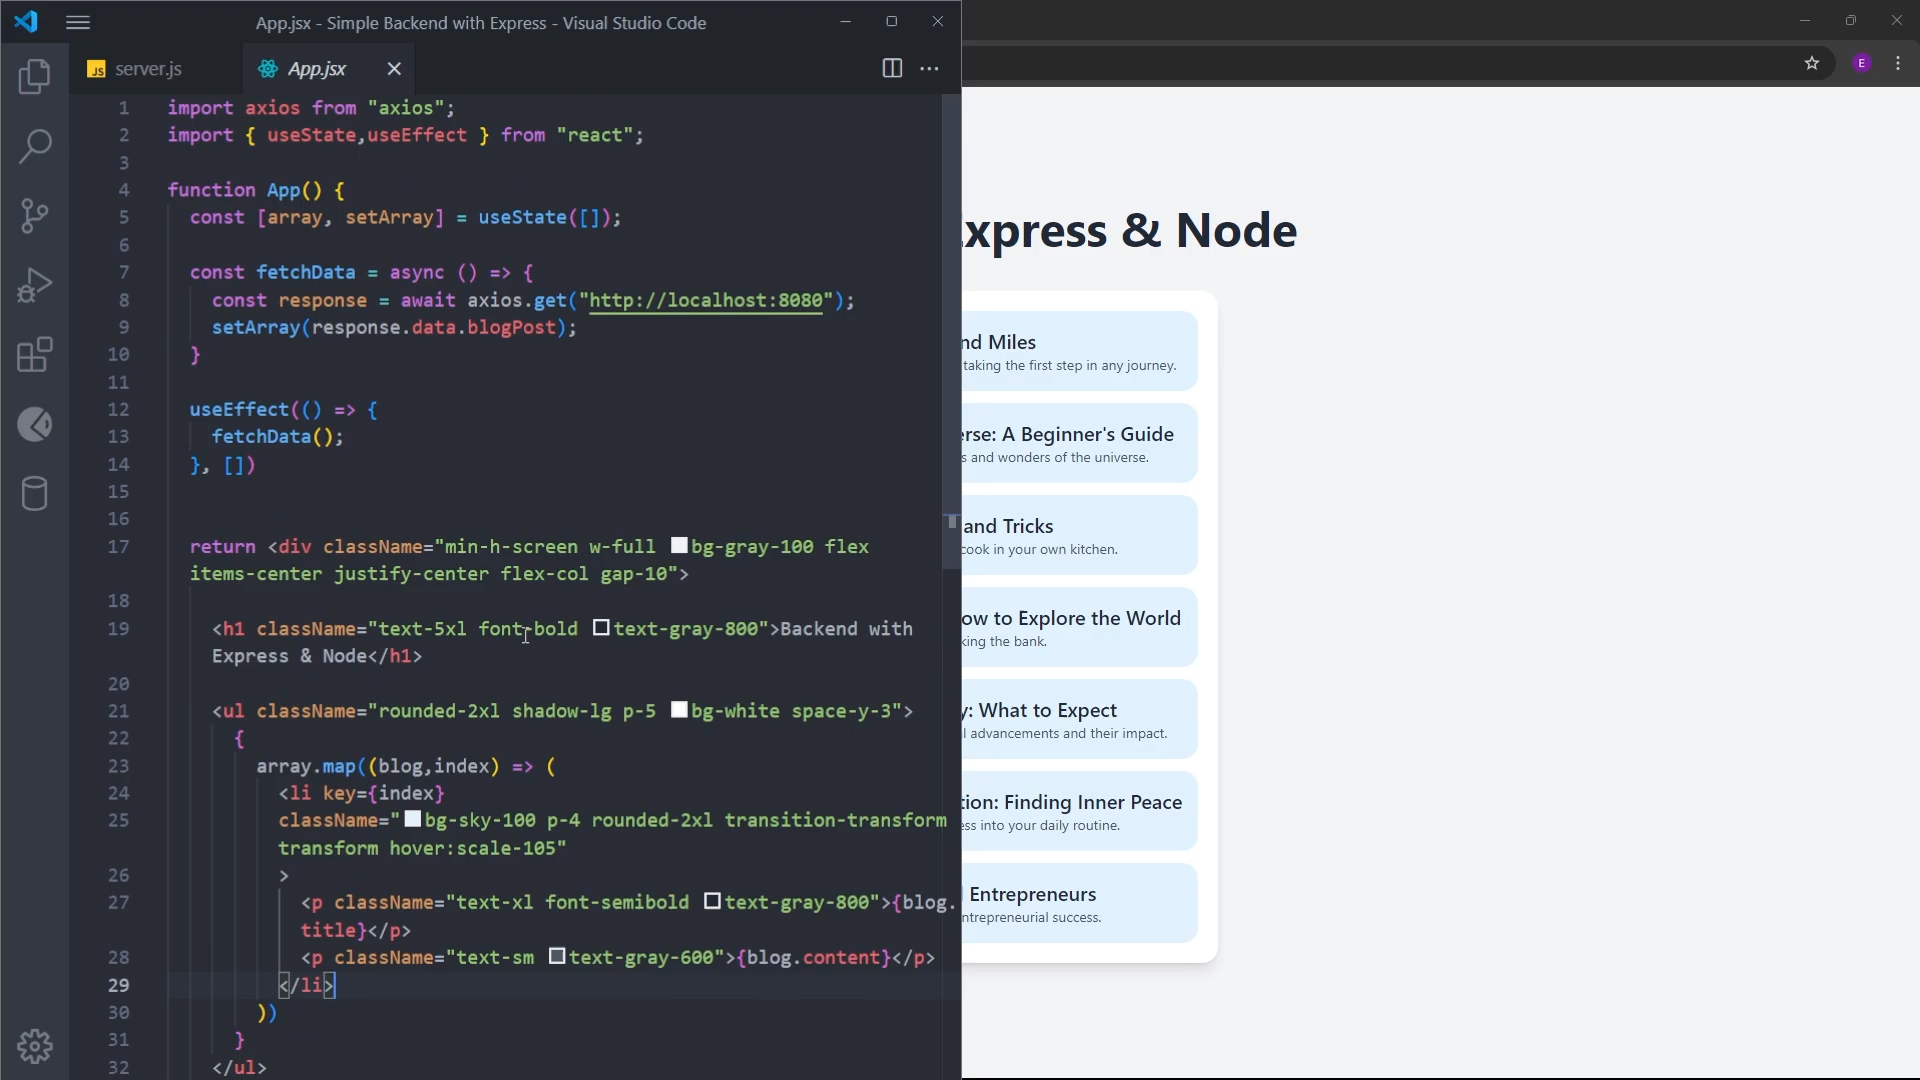 App.jsx - Simple Backend with Express - Visual Studio Code
JS server.js
App.jsx
E
1 import axios from "axios";
2 import { useState,useEffect } from "react";
3
4 function App() {
5 const [array, setArray] = useState([]);
6
7 const fetchData = async () => {
8 const response = await axios.get("http://localhost:8080");
9 setArray(response.data.blogPost);
10 }
11
12 useEffect(() => {
13 fetchData();
14 }, [])
15
16
17 return <div className="min-h-screen w-full bg-gray-100 flex
items-center justify-center flex-col gap-10">
18
19 <h1 className="text-5xl font-bold text-gray-800">Backend with
Express & Node</h1>
20
21 <ul className="rounded-2xl shadow-lg p-5 bg-white space-y-3">
22 {
23 array.map((blog,index) => (
24 <li key={index}
25 className="bg-sky-100 p-4 rounded-2xl transition-transform
transform hover:scale-105"
26 >
27 <p className="text-xl font-semibold text-gray-800">{blog.
title}</p>
28 <p className="text-sm text-gray-600">{blog.content}</p>
29 </li>
30 ))
31 }
32 </ul>
xpress & Node
nd Miles
taking the first step in any journey.
rse: A Beginner's Guide
s and wonders of the universe.
and Tricks
cook in your own kitchen.
ow to Explore the World
king the bank.
y: What to Expect
l advancements and their impact.
tion: Finding Inner Peace
ess into your daily routine.
Entrepreneurs
ntrepreneurial success.